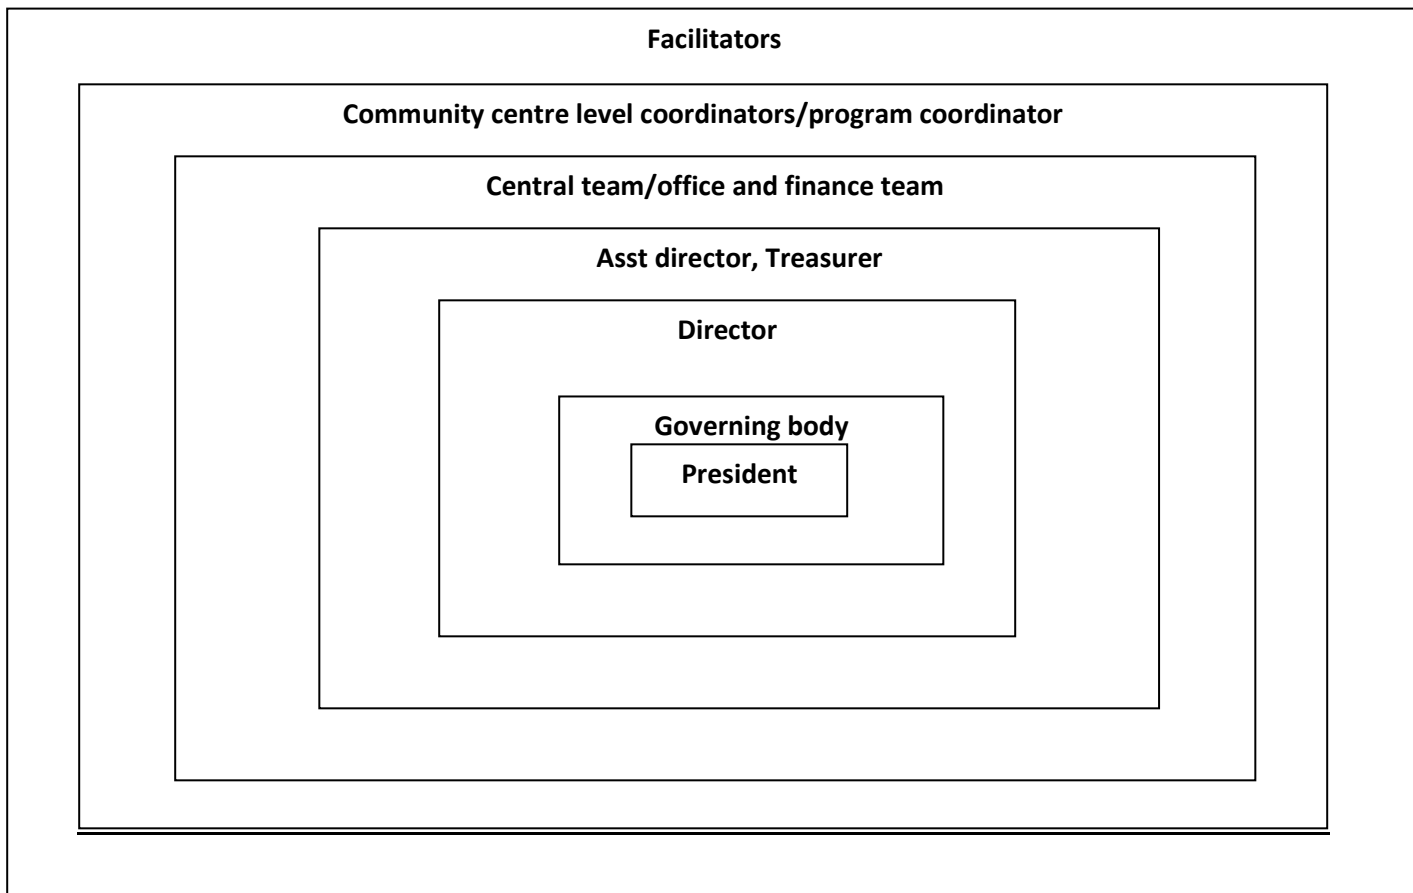 Facilitators
Community centre level coordinators/program coordinator
Central team/office and finance team
Asst director, Treasurer
Director
Governing body
President